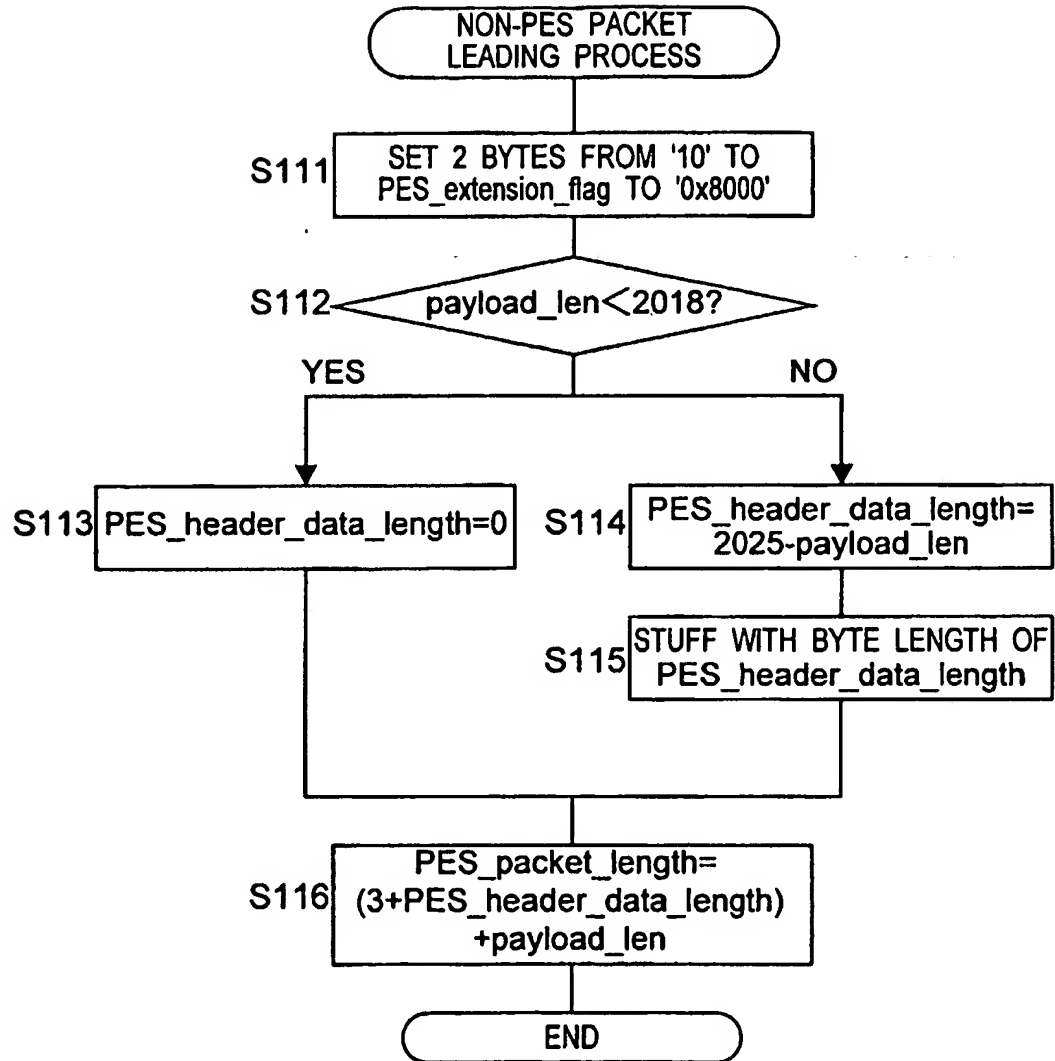 NON-PES PACKET
LEADING PROCESS
S111
SET 2 BYTES FROM '10' TO
PES_extension_flag TO '0x8000'
S112
payload_len<2018?
YES
NO
S113
PES_header_data_length=0
S114
PES_header_data_length=
2025-payload_len
S115
STUFF WITH BYTE LENGTH OF
PES_header_data_length
S116
PES_packet_length=
(3+PES_header_data_length)
+payload_len
END